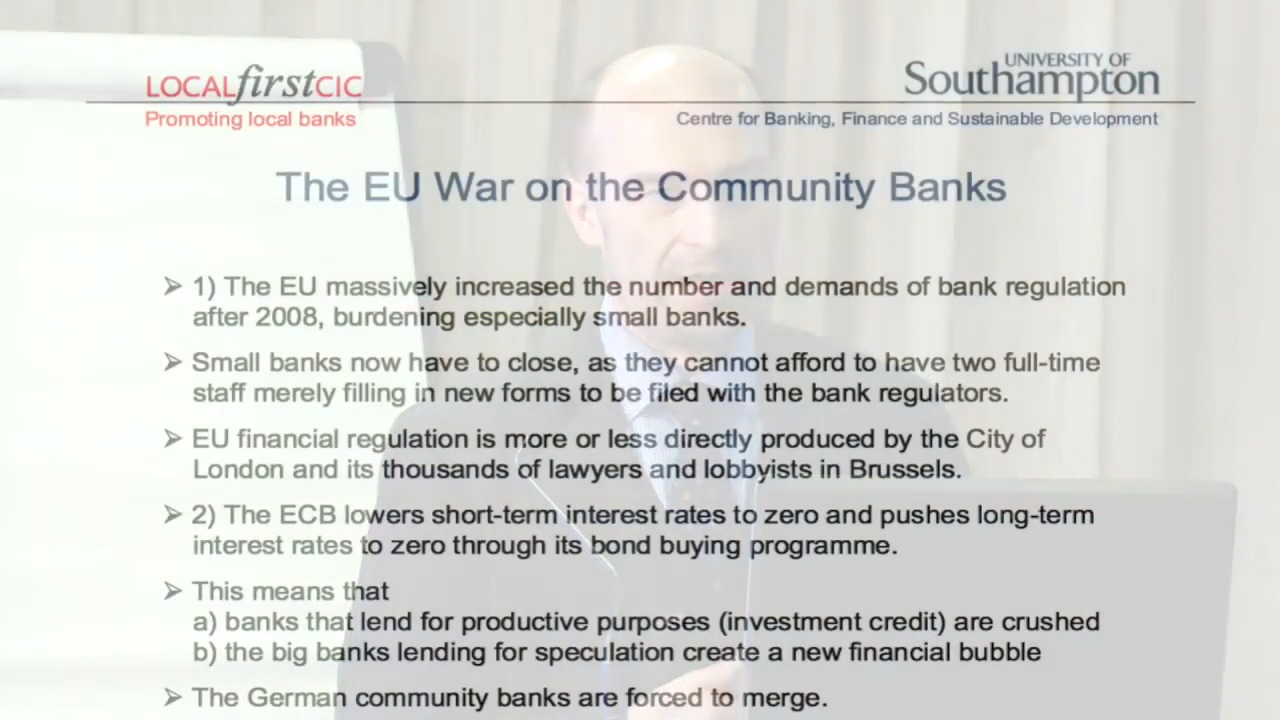 LOCALfirstCIC
Promoting local banks
UNIVERSITY OF
Southampton
Centre for Banking, Finance and Sustainable Development
The EU War on the Community Banks
➢ 1) The EU massively increased the number and demands of bank regulation
after 2008, burdening especially small banks.
➢ Small banks now have to close, as they cannot afford to have two full-time
staff merely filling in new forms to be filed with the bank regulators.
➢ EU financial regulation is more or less directly produced by the City of
London and its thousands of lawyers and lobbyists in Brussels.
➢ 2) The ECB lowers short-term interest rates to zero and pushes long-term
interest rates to zero through its bond buying programme.
➢ This means that
a) banks that lend for productive purposes (investment credit) are crushed
b) the big banks lending for speculation create a new financial bubble
➢ The German community banks are forced to merge.